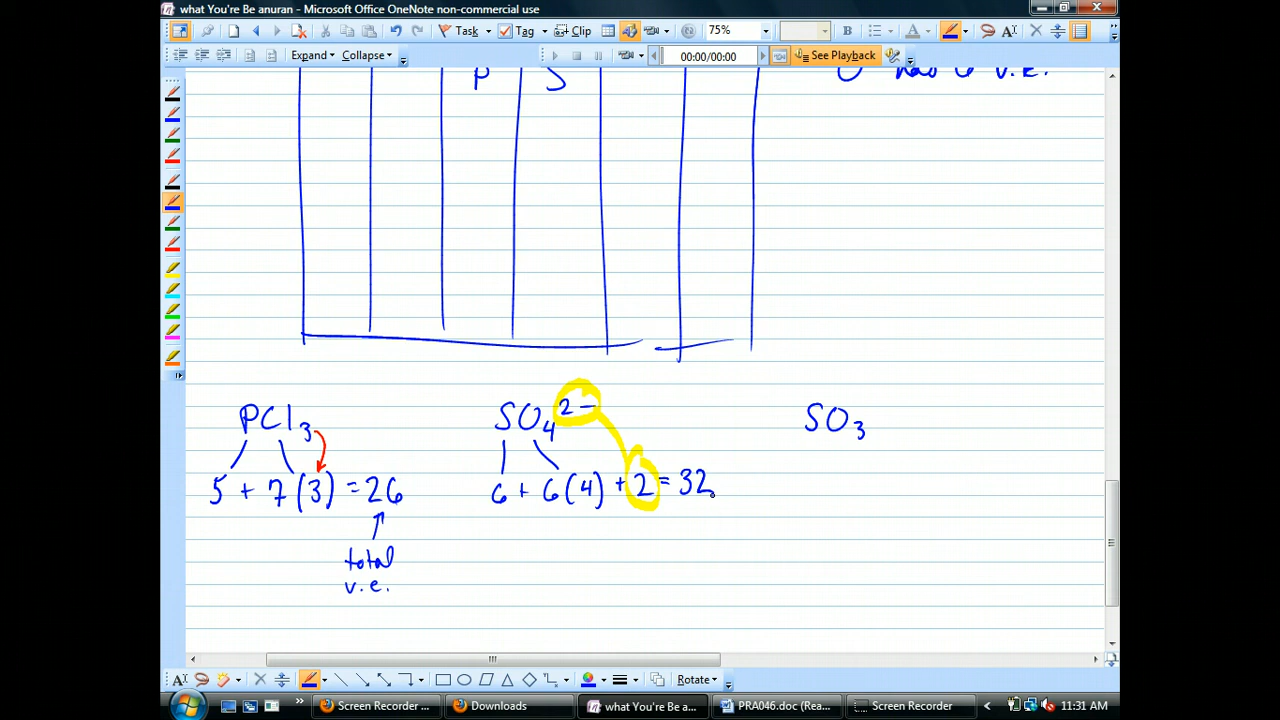 what You're Be anuran - Microsoft Office OneNote non-commercial use
75% Task Tag Clip
Expand Collapse 00:00/00:00 See Playback
P S
PCl3 SO4 2- SO3
5 + 7(3) = 26 6 + 6(4) + 2 = 32
total
v.e.
Rotate
Screen Recorder ... Downloads what You're Be a... PRA046.doc (Rea... Screen Recorder 11:31 AM